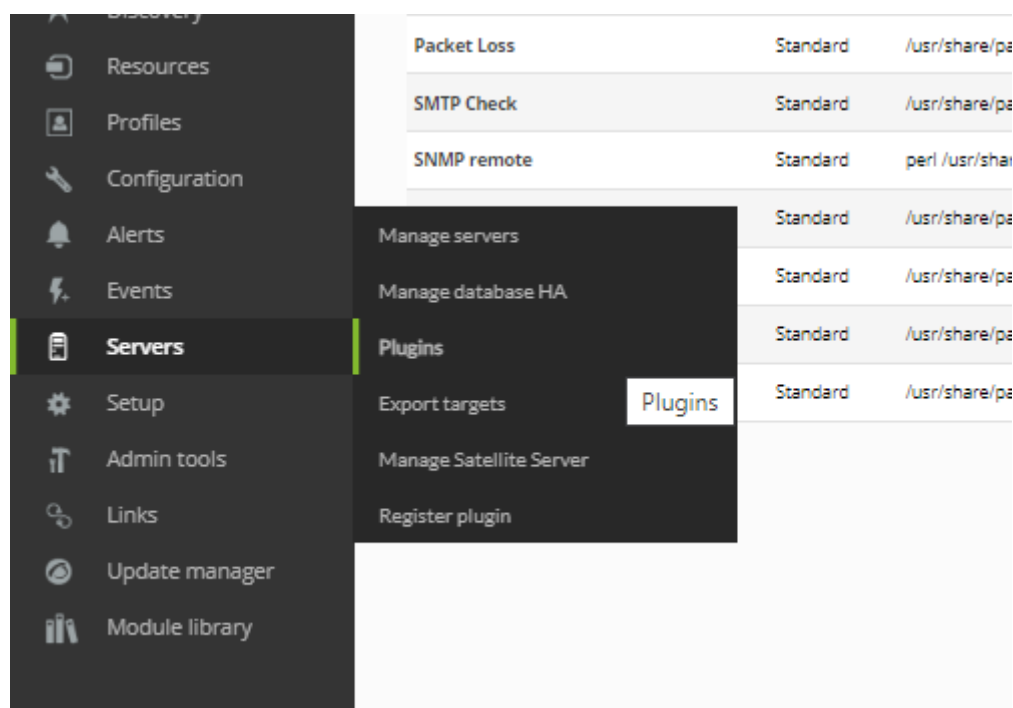 Discovery
Resources
Profiles
Configuration
Alerts
Events
Servers
Setup
Admin tools
Links
Update manager
Module library
Manage servers
Manage database HA
Plugins
Export targets
Manage Satellite Server
Register plugin
Plugins
Packet Loss Standard /usr/share/pa
SMTP Check Standard /usr/share/pa
SNMP remote Standard perl /usr/shar
Standard /usr/share/pa
Standard /usr/share/pa
Standard /usr/share/pa
Standard /usr/share/pa